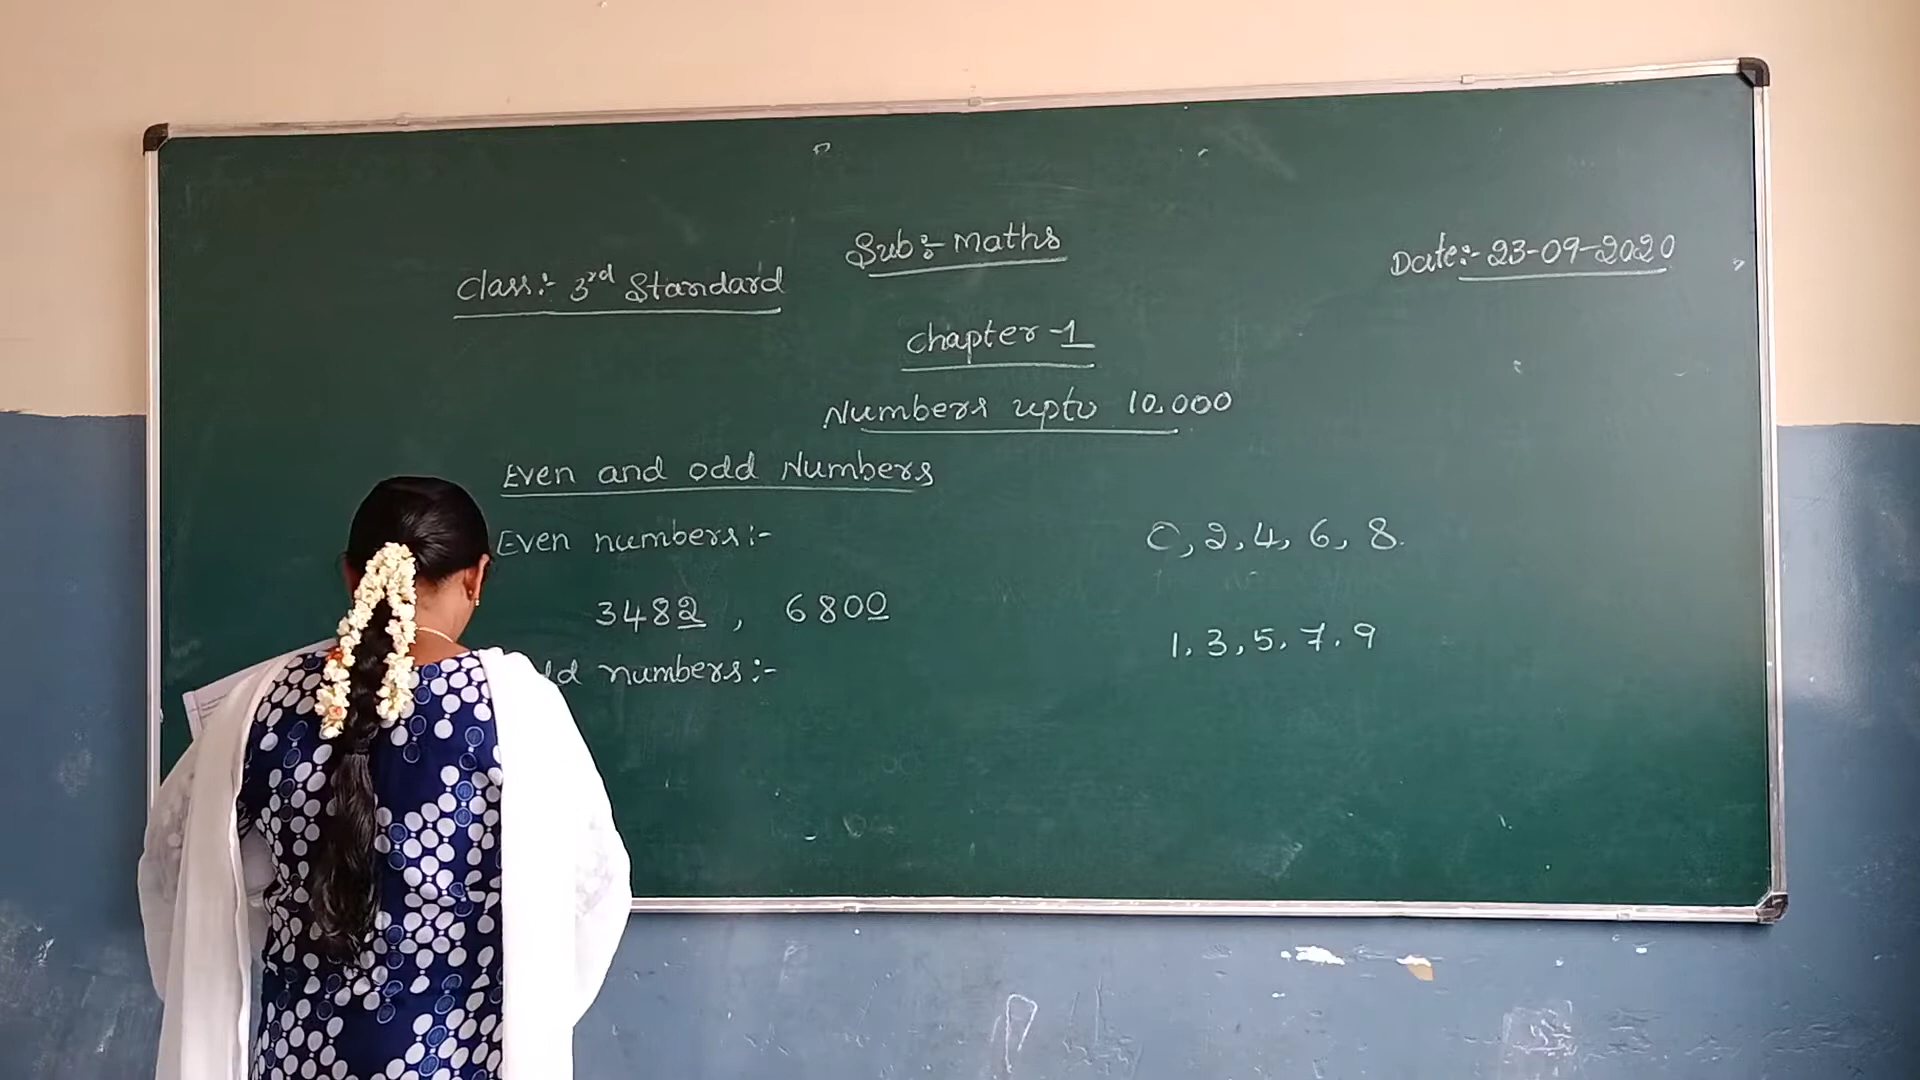 Sub:- Maths
Date:- 23-09-2020
Class:- 3rd Standard
Chapter-1
Numbers upto 10,000
Even and odd Numbers
Even numbers:-
0, 2, 4, 6, 8.
3482, 6800
1, 3, 5, 7, 9
numbers:-